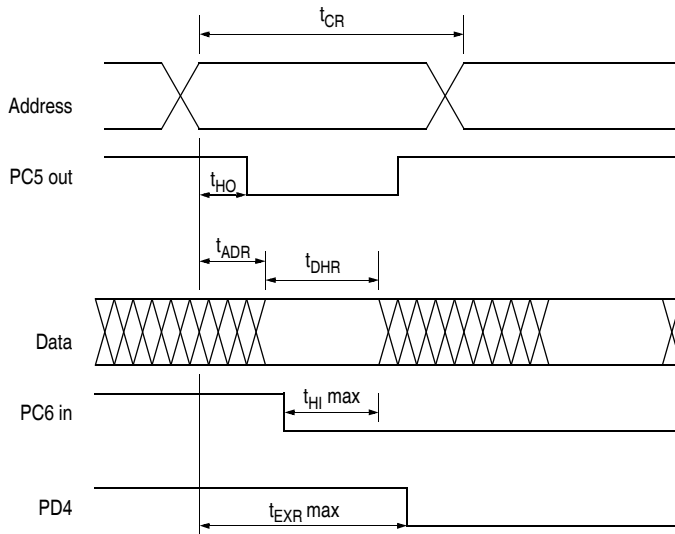 tCR
Address
PC5 out
tHO
tADR
tDHR
Data
tHI max
PC6 in
PD4
tEXR max